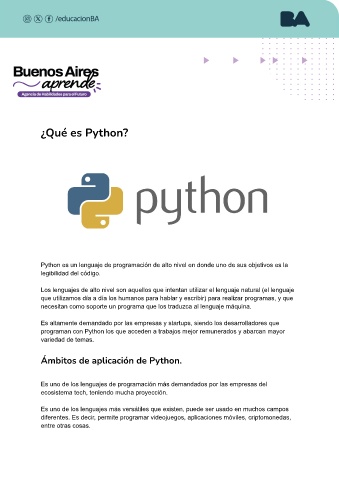 /educacionBA
BA
Buenos Aires
aprende
Agencia de Habilidades para el Futuro
¿Qué es Python?
python
Python es un lenguaje de programación de alto nivel en donde uno de sus objetivos es la
legibilidad del código.
Los lenguajes de alto nivel son aquellos que intentan utilizar el lenguaje natural (el lenguaje
que utilizamos día a día los humanos para hablar y escribir) para realizar programas, y que
necesitan como soporte un programa que los traduzca al lenguaje máquina.
Es altamente demandado por las empresas y startups, siendo los desarrolladores que
programan con Python los que acceden a trabajos mejor remunerados y abarcan mayor
variedad de temas.
Ámbitos de aplicación de Python.
Es uno de los lenguajes de programación más demandados por las empresas del
ecosistema tech, teniendo mucha proyección.
Es uno de los lenguajes más versátiles que existen, puede ser usado en muchos campos
diferentes. Es decir, permite programar videojuegos, aplicaciones móviles, criptomonedas,
entre otras cosas.